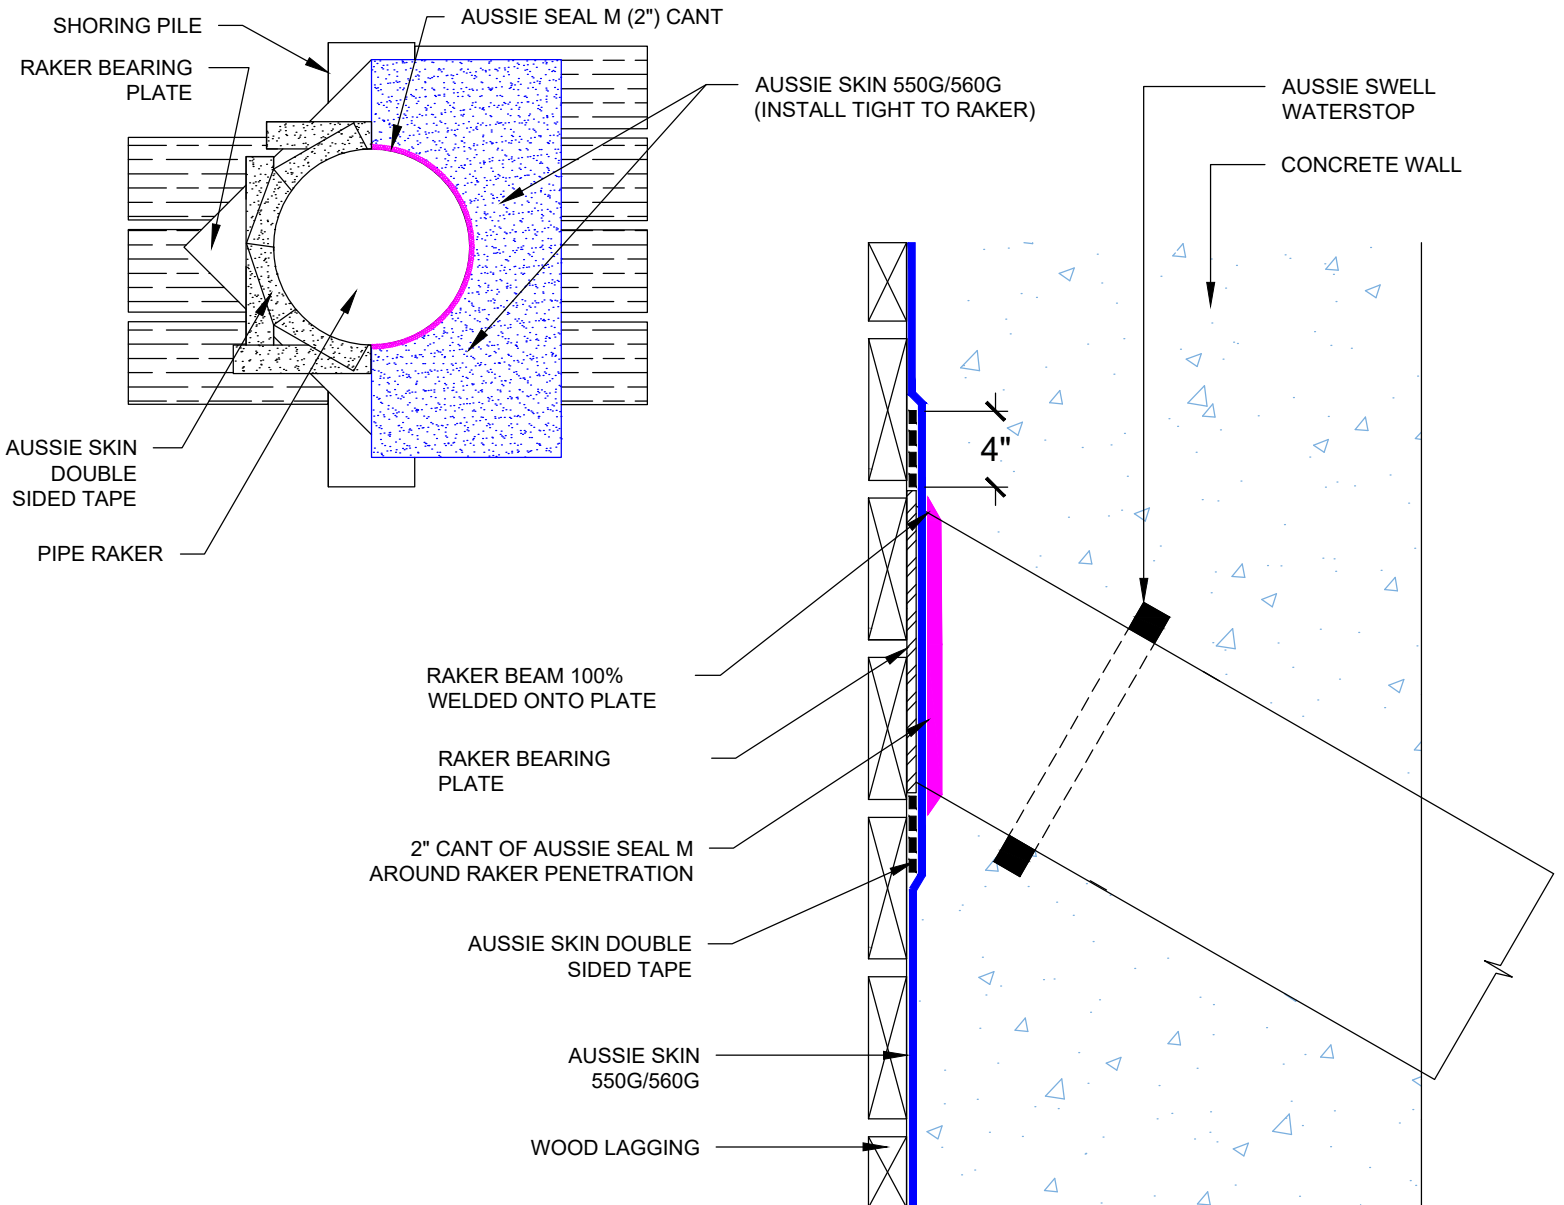 SHORING PILE
AUSSIE SEAL M (2") CANT
RAKER BEARING
PLATE
AUSSIE SKIN 550G/560G
(INSTALL TIGHT TO RAKER)
AUSSIE SWELL
WATERSTOP
CONCRETE WALL
AUSSIE SKIN
DOUBLE
SIDED TAPE
PIPE RAKER
4"
RAKER BEAM 100%
WELDED ONTO PLATE
RAKER BEARING
PLATE
2" CANT OF AUSSIE SEAL M
AROUND RAKER PENETRATION
AUSSIE SKIN DOUBLE
SIDED TAPE
AUSSIE SKIN
550G/560G
WOOD LAGGING